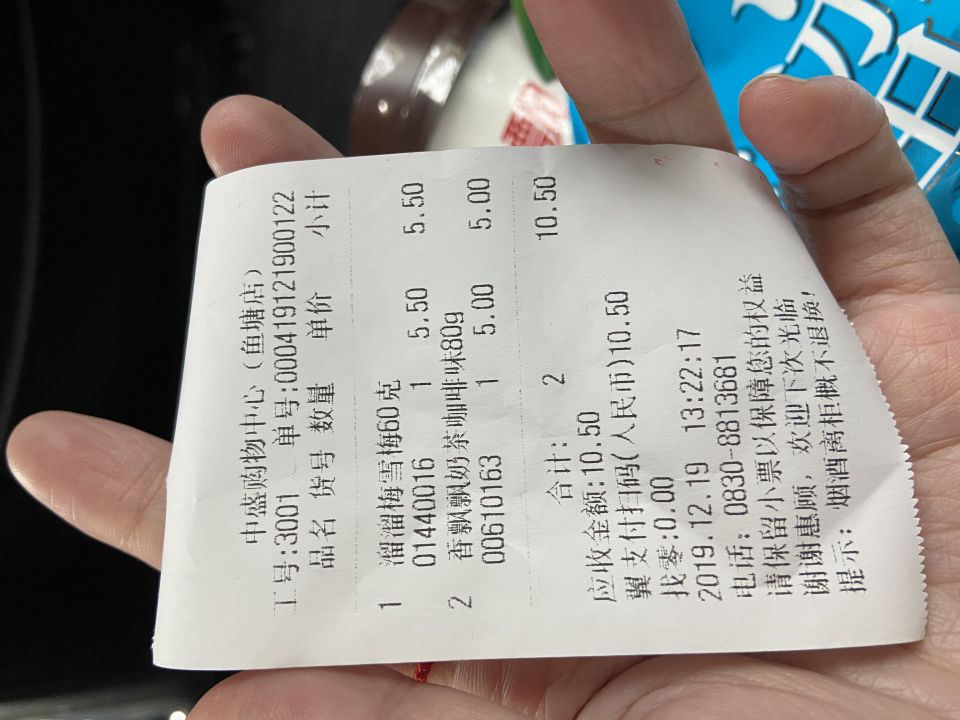 中盛购物中心(鱼塘店)
工号:3001 单号:000419121900122
品名 货号 数量 单价 小计
1 溜溜梅雪梅60克
01440016 1 5.50 5.50
2 香飘飘奶茶咖啡味80g
00610163 1 5.00 5.00
合计: 2 10.50
应收金额:10.50
翼支付扫码(人民币)10.50
找零:0.00
2019.12.19 13:22:17
电话: 0830-8813681
请保留小票以保障您的权益
谢谢惠顾, 欢迎下次光临
提示: 烟酒离柜概不退换!